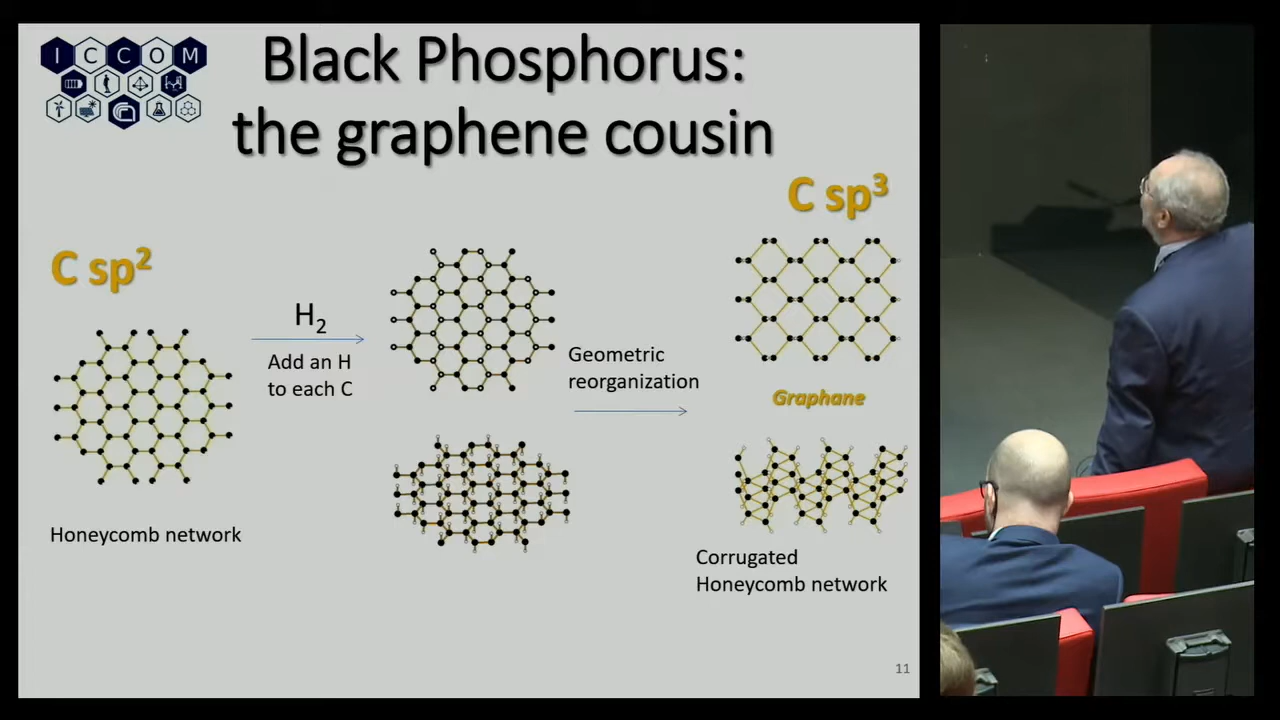 ICCOM
Black Phosphorus:
the graphene cousin
C sp²
C sp³
H₂
Add an H
to each C
Geometric
reorganization
Graphane
Honeycomb network
Corrugated
Honeycomb network
11